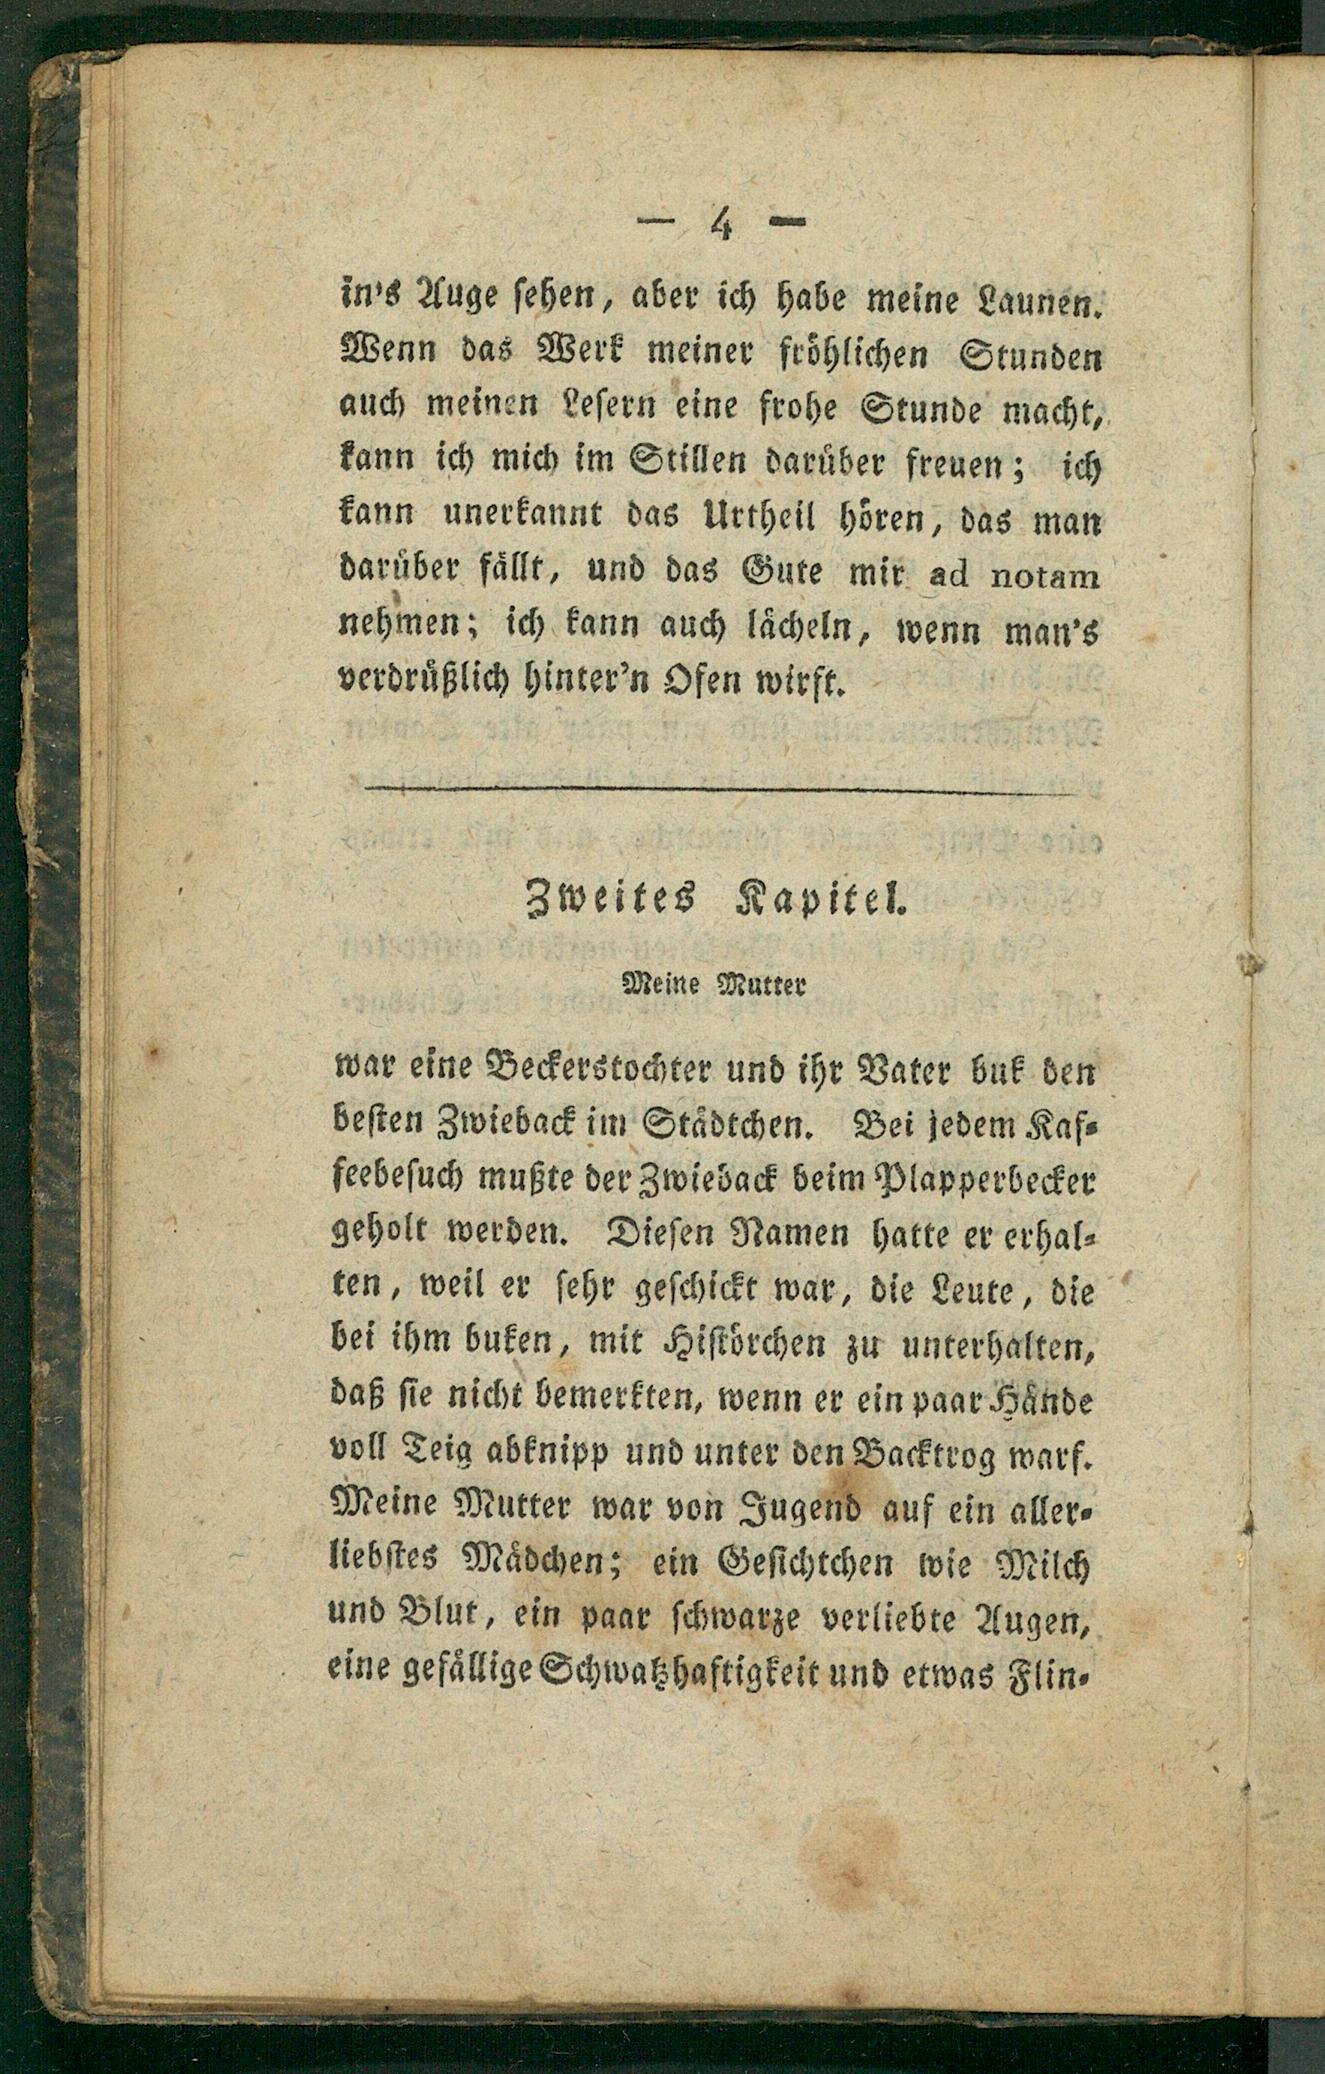 — 4 —
in's Auge sehen, aber ich habe meine Launen.
Wenn das Werk meiner fröhlichen Stunden
auch meinen Lesern eine frohe Stunde macht,
kann ich mich im Stillen darüber freuen; ich
kann unerkannt das Urtheil hören, das man
darüber fällt, und das Gute mir ad notam
nehmen; ich kann auch lächeln, wenn man's
verdrüßlich hinter'n Ofen wirft.
Zweites Kapitel.
Meine Mutter
war eine Beckerstochter und ihr Vater buk den
besten Zwieback im Städtchen. Bei jedem Kaf-
feebesuch mußte der Zwieback beim Plapperbecker
geholt werden. Diesen Namen hatte er erhal-
ten, weil er sehr geschickt war, die Leute, die
bei ihm buken, mit Histörchen zu unterhalten,
daß sie nicht bemerkten, wenn er ein paar Hände
voll Teig abknipp und unter den Backtrog warf.
Meine Mutter war von Jugend auf ein aller-
liebstes Mädchen; ein Gesichtchen wie Milch
und Blut, ein paar schwarze verliebte Augen,
eine gefällige Schwatzhaftigkeit und etwas Flin-